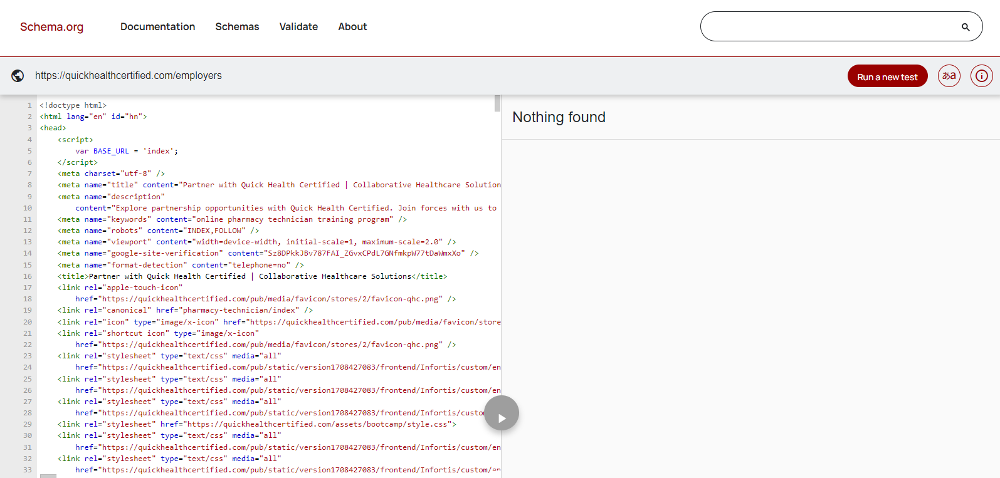 Schema.org Documentation Schemas Validate About
https://quickhealthcertified.com/employers Run a new test あa
1 <!doctype html>
2 <html lang="en" id="hn">
3 <head>
4 <script>
5 var BASE_URL = 'index';
6 </script>
7 <meta charset="utf-8" />
8 <meta name="title" content="Partner with Quick Health Certified | Collaborative Healthcare Solution
9 <meta name="description"
10 content="Explore partnership opportunities with Quick Health Certified. Join forces with us to
11 <meta name="keywords" content="online pharmacy technician training program" />
12 <meta name="robots" content="INDEX,FOLLOW" />
13 <meta name="viewport" content="width=device-width, initial-scale=1, maximum-scale=2.0" />
14 <meta name="google-site-verification" content="Sz8DPkkJBv787FAI_ZGvxCPdL7GNfmkpW77tDaWmxXo" />
15 <meta name="format-detection" content="telephone=no" />
16 <title>Partner with Quick Health Certified | Collaborative Healthcare Solutions</title>
17 <link rel="apple-touch-icon"
18 href="https://quickhealthcertified.com/pub/media/favicon/stores/2/favicon-qhc.png" />
19 <link rel="canonical" href="pharmacy-technician/index" />
20 <link rel="icon" type="image/x-icon" href="https://quickhealthcertified.com/pub/media/favicon/store
21 <link rel="shortcut icon" type="image/x-icon"
22 href="https://quickhealthcertified.com/pub/media/favicon/stores/2/favicon-qhc.png" />
23 <link rel="stylesheet" type="text/css" media="all"
24 href="https://quickhealthcertified.com/pub/static/version1708427083/frontend/Infortis/custom/en
25 <link rel="stylesheet" type="text/css" media="all"
26 href="https://quickhealthcertified.com/pub/static/version1708427083/frontend/Infortis/custom/en
27 <link rel="stylesheet" type="text/css" media="all"
28 href="https://quickhealthcertified.com/pub/static/version1708427083/frontend/Infortis/custo
29 <link rel="stylesheet" href="https://quickhealthcertified.com/assets/bootcamp/style.css">
30 <link rel="stylesheet" type="text/css" media="all"
31 href="https://quickhealthcertified.com/pub/static/version1708427083/frontend/Infortis/custom/en
32 <link rel="stylesheet" type="text/css" media="all"
33 href="https://quickhealthcertified.com/pub/static/version1708427083/frontend/Infortis/custom/en
Nothing found